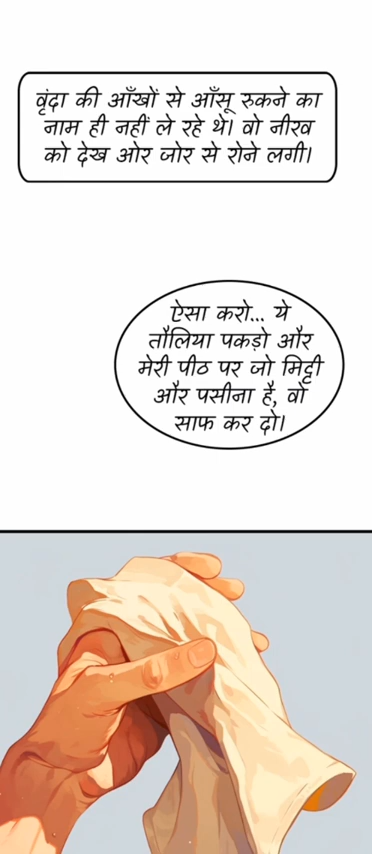 वृंदा की आँखों से आँसू रुकने का
नाम ही नहीं ले रहे थे। वो नीरव
को देख ओर जोर से रोने लगी।
ऐसा करो... ये
तौलिया पकड़ो और
मेरी पीठ पर जो मिट्टी
और पसीना है, वो
साफ कर दो।